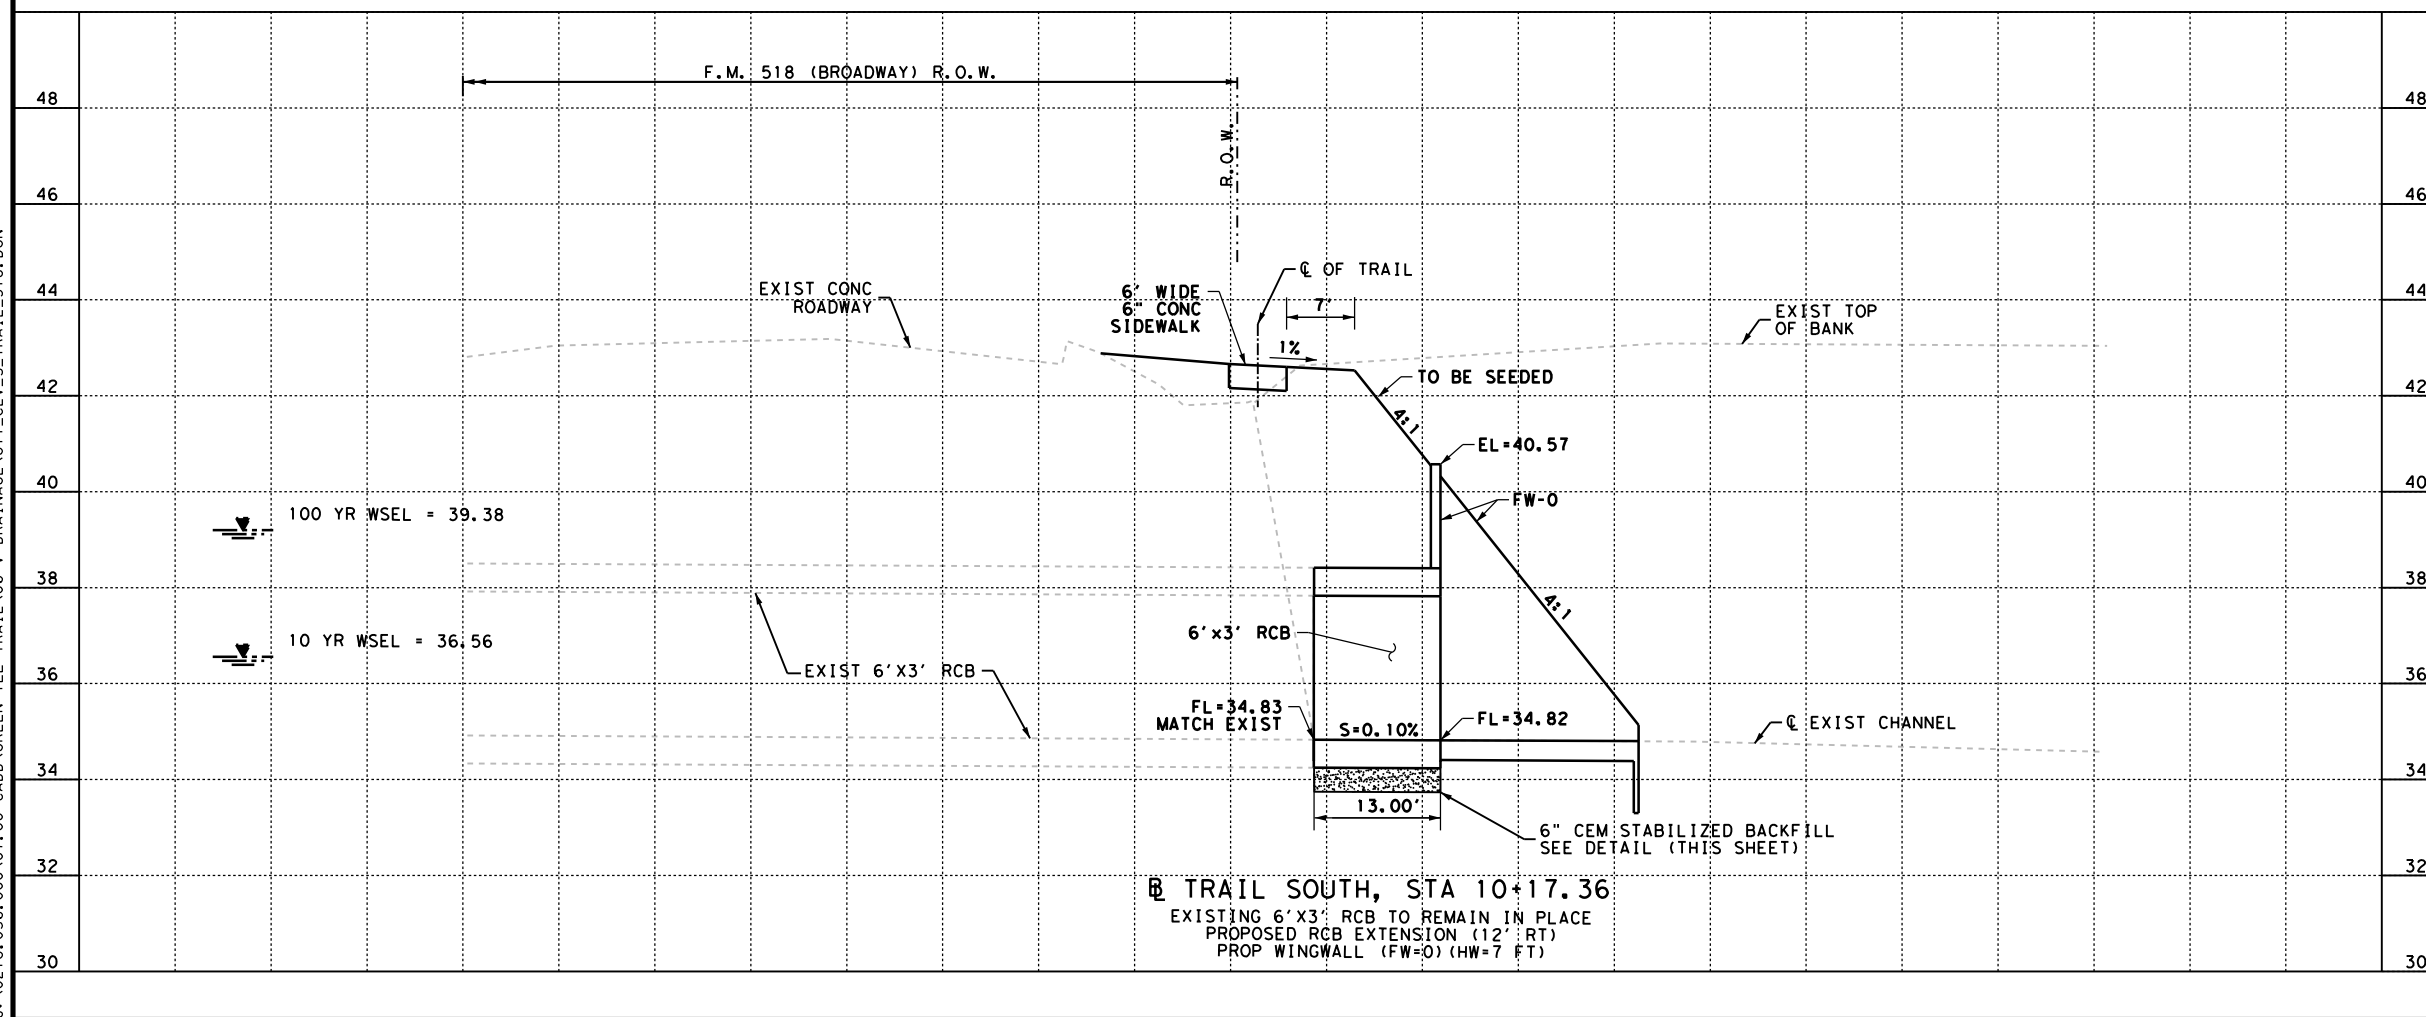 F.M. 518 (BROADWAY) R.O.W.
48
48
R.O.W.
46
46
℄ OF TRAIL
EXIST CONC
ROADWAY
6' WIDE
6" CONC
SIDEWALK
7'
44
44
EXIST TOP
OF BANK
1%
TO BE SEEDED
42
42
4:1
EL=40.57
40
40
FW-0
100 YR WSEL = 39.38
38
38
4:1
10 YR WSEL = 36.56
6'x3' RCB
EXIST 6'X3' RCB
36
36
FL=34.83
MATCH EXIST
S=0.10%
FL=34.82
℄ EXIST CHANNEL
34
34
13.00'
6" CEM STABILIZED BACKFILL
SEE DETAIL (THIS SHEET)
32
32
BL TRAIL SOUTH, STA 10+17.36
EXISTING 6'X3' RCB TO REMAIN IN PLACE
PROPOSED RCB EXTENSION (12' RT)
PROP WINGWALL (FW=0)(HW=7 FT)
30
30